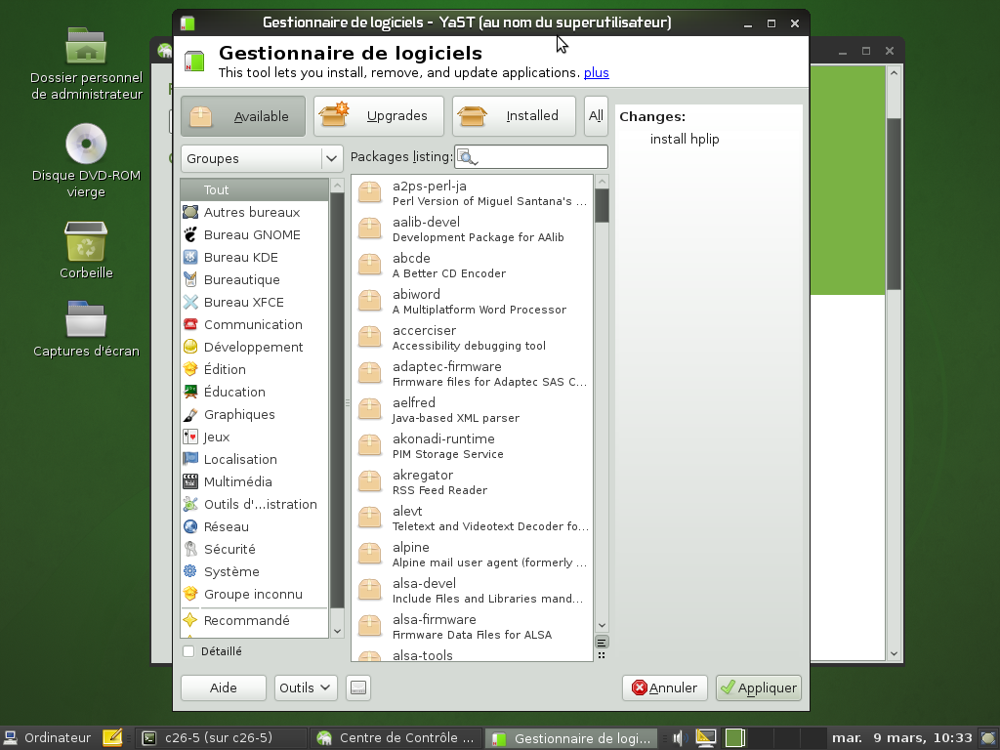 Gestionnaire de logiciels - YaST (au nom du superutilisateur)
Gestionnaire de logiciels
This tool lets you install, remove, and update applications. plus
Dossier personnel
de administrateur
Disque DVD-ROM
vierge
Corbeille
Captures d'écran
Available
Upgrades
Installed
All
Groupes
Packages listing:
Tout
Autres bureaux
Bureau GNOME
Bureau KDE
Bureautique
Bureau XFCE
Communication
Développement
Édition
Éducation
Graphiques
Jeux
Localisation
Multimédia
Outils d'...istration
Réseau
Sécurité
Système
Groupe inconnu
Recommandé
Détaillé
a2ps-perl-ja
Perl Version of Miguel Santana's ...
aalib-devel
Development Package for AAlib
abcde
A Better CD Encoder
abiword
A Multiplatform Word Processor
accerciser
Accessibility debugging tool
adaptec-firmware
Firmware files for Adaptec SAS C...
aelfred
Java-based XML parser
akonadi-runtime
PIM Storage Service
akregator
RSS Feed Reader
alevt
Teletext and Videotext Decoder fo...
alpine
Alpine mail user agent (formerly ...
alsa-devel
Include Files and Libraries mand...
alsa-firmware
Firmware Data Files for ALSA
alsa-tools
Changes:
install hplip
Aide
Outils
Annuler
Appliquer
Ordinateur
c26-5 (sur c26-5)
Centre de Contrôle ...
Gestionnaire de logi...
mar. 9 mars, 10:33